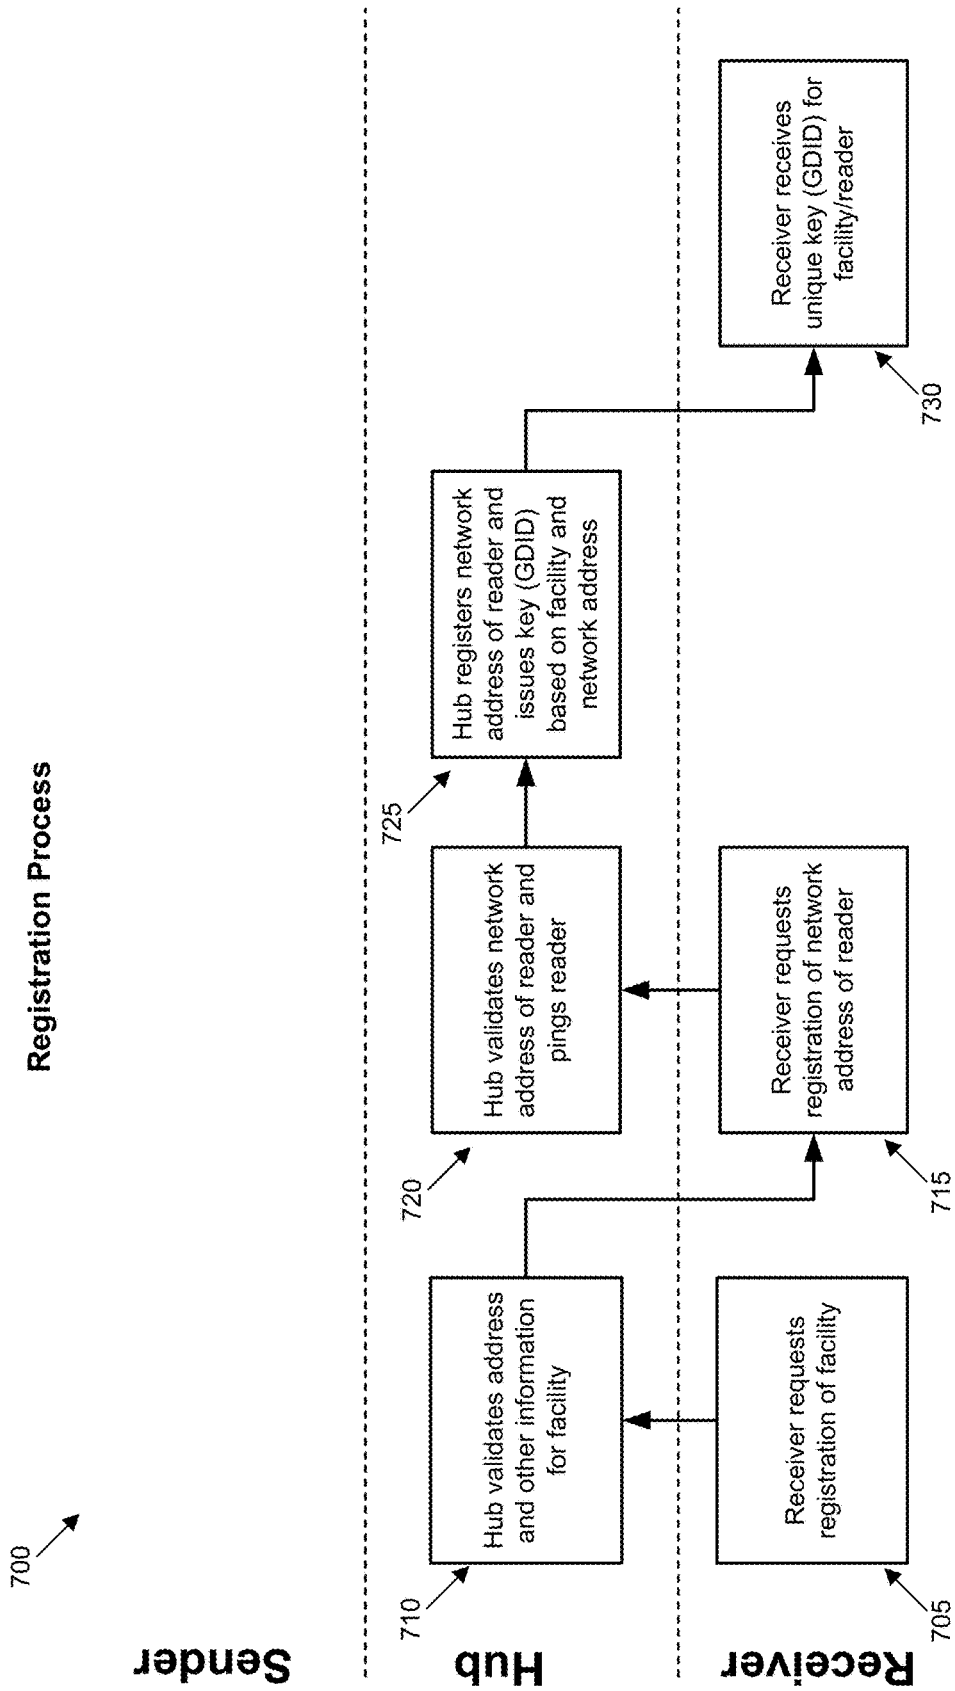 700
Registration Process
Sender
Hub
Receiver
710
Hub validates address
and other information
for facility
720
Hub validates network
address of reader and
pings reader
725
Hub registers network
address of reader and
issues key (GDID)
based on facility and
network address
705
Receiver requests
registration of facility
715
Receiver requests
registration of network
address of reader
730
Receiver receives
unique key (GDID) for
facility/reader